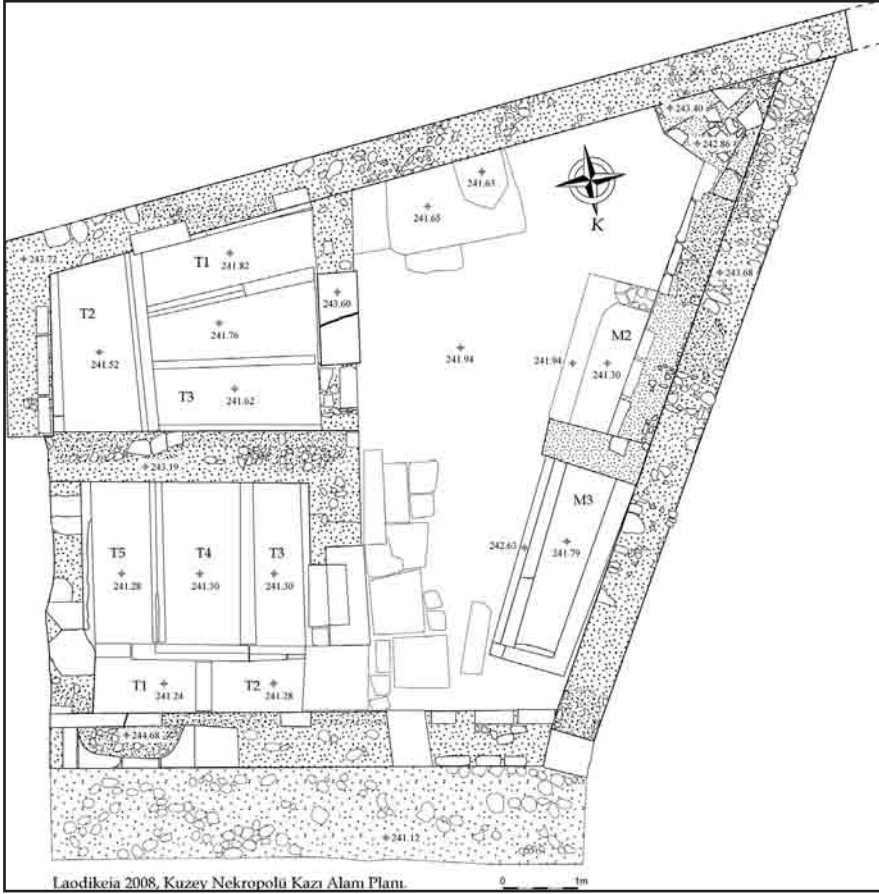 243.40
242.86
241.63
241.65
K
243.72
243.68
T1
241.82
243.60
T2
241.76
241.52
241.94
M2
241.94
241.30
T3
241.62
243.19
M3
T5
T4
T3
242.63
241.79
241.28
241.30
241.30
T1
241.24
T2
241.28
244.68
241.12
Laodikeia 2008, Kuzey Nekropolü Kazı Alanı Planı.
0 1m